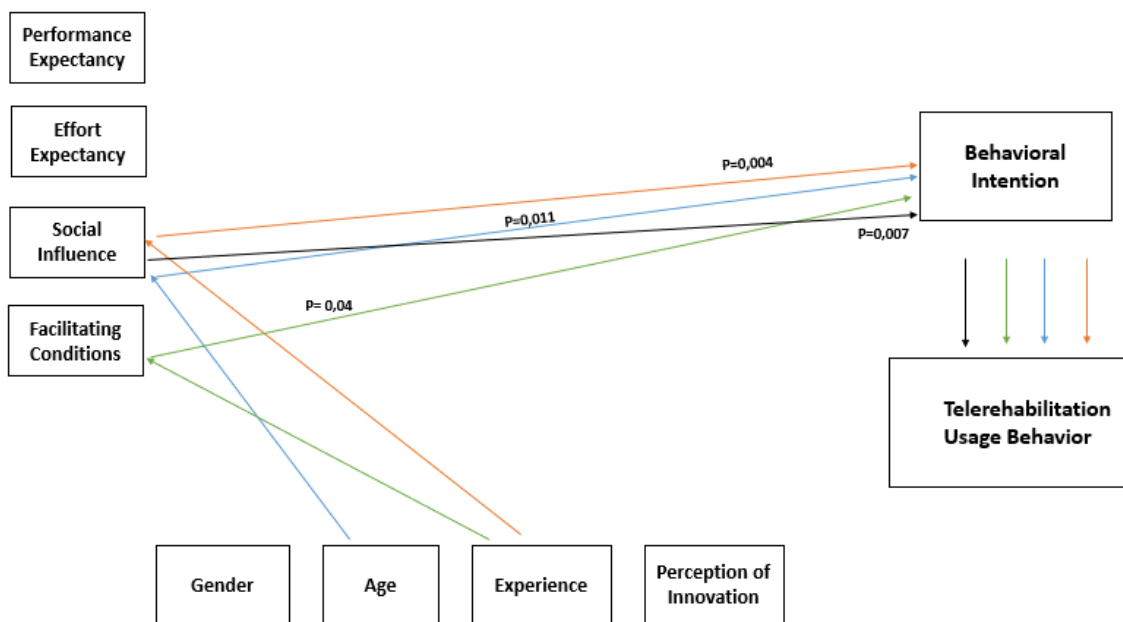 Performance
Expectancy
Effort
Expectancy
Social
Influence
Facilitating
Conditions
P=0,004
P=0,011
P=0,007
P= 0,04
Behavioral
Intention
Telerehabilitation
Usage Behavior
Gender
Age
Experience
Perception of
Innovation